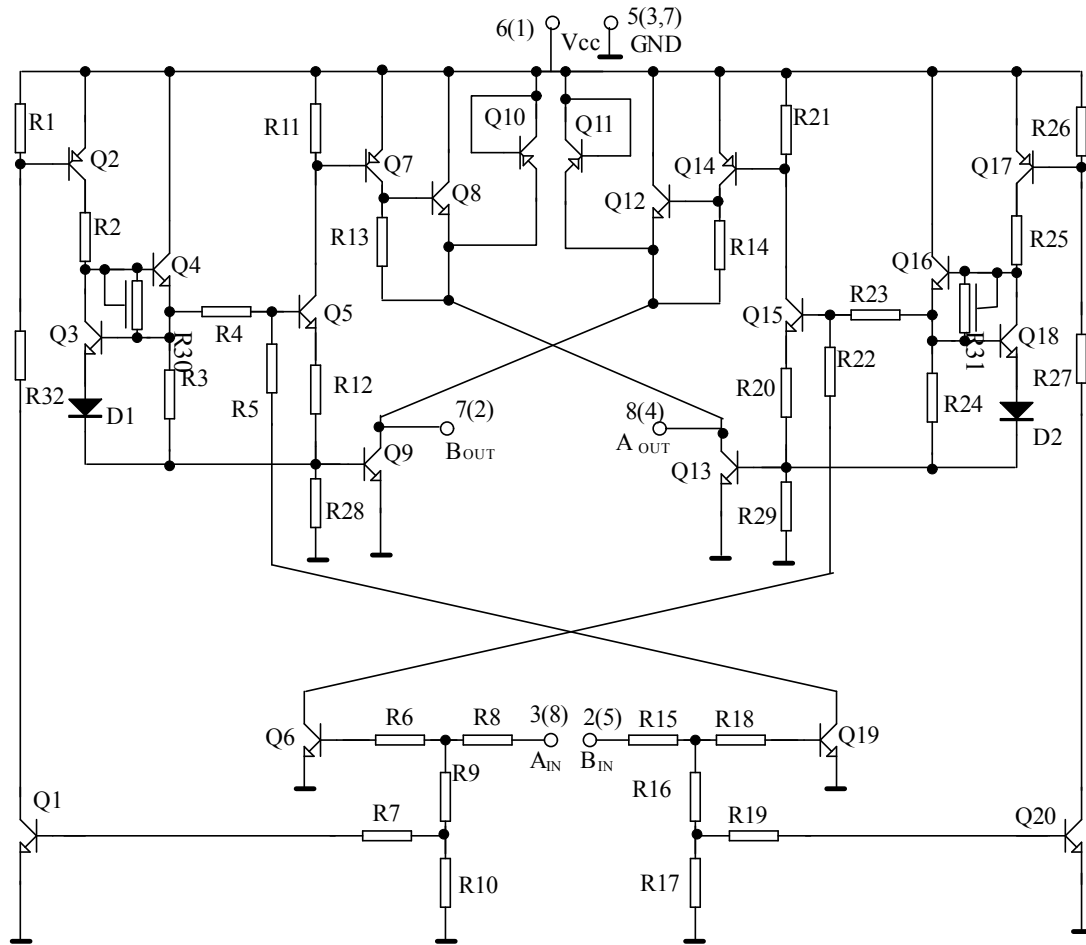 6(1)
5(3,7)
Vcc
GND
R1
Q2
R11
Q7
Q10
Q11
Q14
R21
R26
Q17
Q8
Q12
R2
R13
R14
R25
Q4
Q16
Q3
R30
R4
Q5
Q15
R23
R31
Q18
R32
R3
R12
R22
R20
R27
D1
R5
R24
D2
7(2)
8(4)
BOUT
A OUT
Q9
Q13
R28
R29
3(8)
2(5)
Q6
R6
R8
AIN
BIN
R15
R18
Q19
R9
R16
Q1
R7
R19
Q20
R10
R17